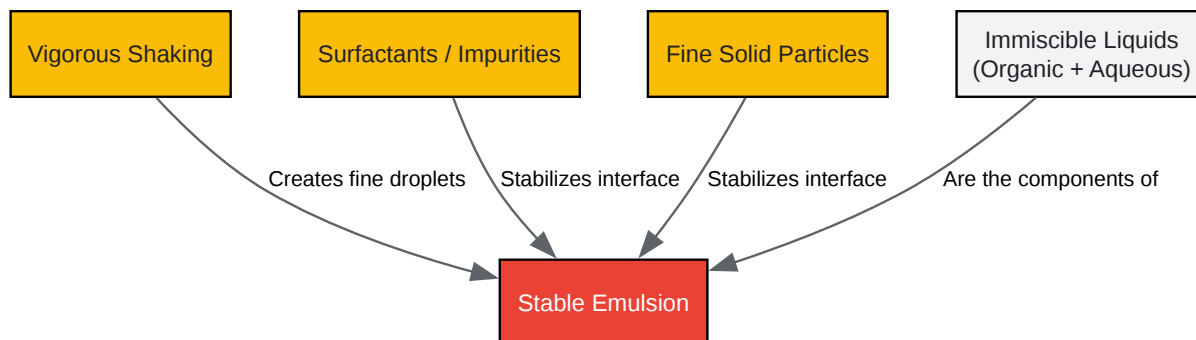 Vigorous Shaking
Surfactants / Impurities
Fine Solid Particles
Immiscible Liquids
(Organic + Aqueous)
Creates fine droplets
Stabilizes interface
Stabilizes interface
Are the components of
Stable Emulsion